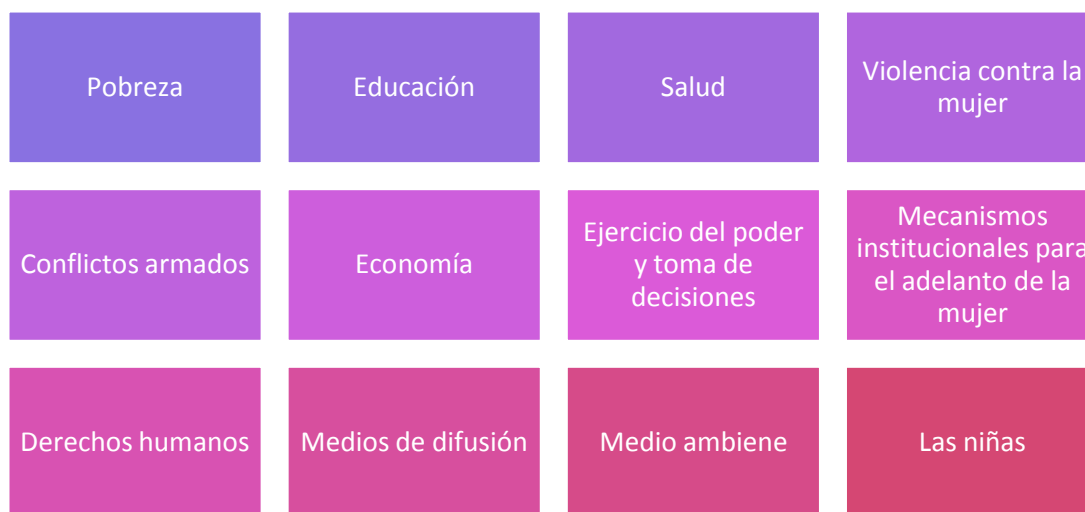 Pobreza
Educación
Salud
Violencia contra la
mujer
Conflictos armados
Economía
Ejercicio del poder
y toma de
decisiones
Mecanismos
institucionales para
el adelanto de la
mujer
Derechos humanos
Medios de difusión
Medio ambiene
Las niñas